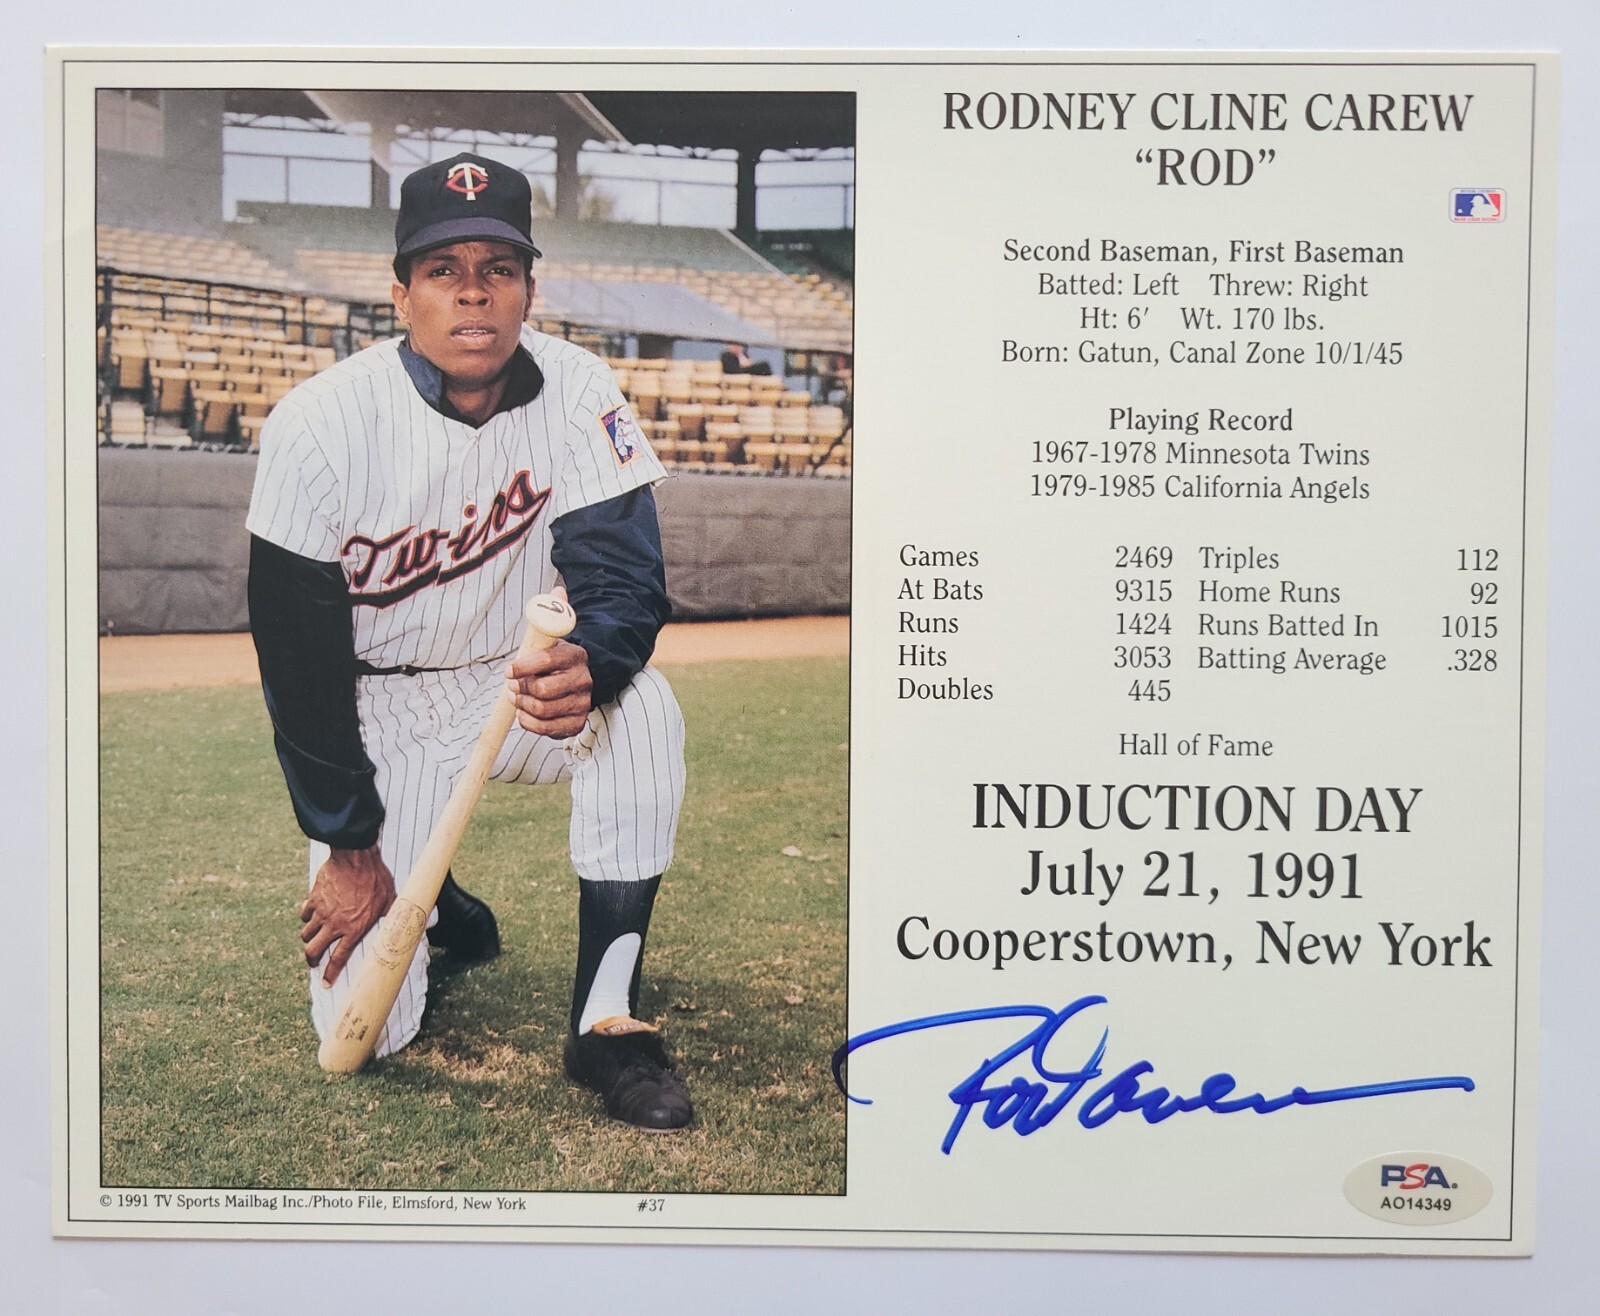 RODNEY CLINE CAREW
“ROD”
Second Baseman, First Baseman
Batted: Left Threw: Right
Ht: 6′ Wt. 170 lbs.
Born: Gatun, Canal Zone 10/1/45
Playing Record
1967-1978 Minnesota Twins
1979-1985 California Angels
Games 2469 Triples 112
At Bats 9315 Home Runs 92
Runs 1424 Runs Batted In 1015
Hits 3053 Batting Average .328
Doubles 445
Hall of Fame
INDUCTION DAY
July 21, 1991
Cooperstown, New York
Rod Carew
PSA.
AO14349
TC
Twins
© 1991 TV Sports Mailbag Inc./Photo File, Elmsford, New York #37